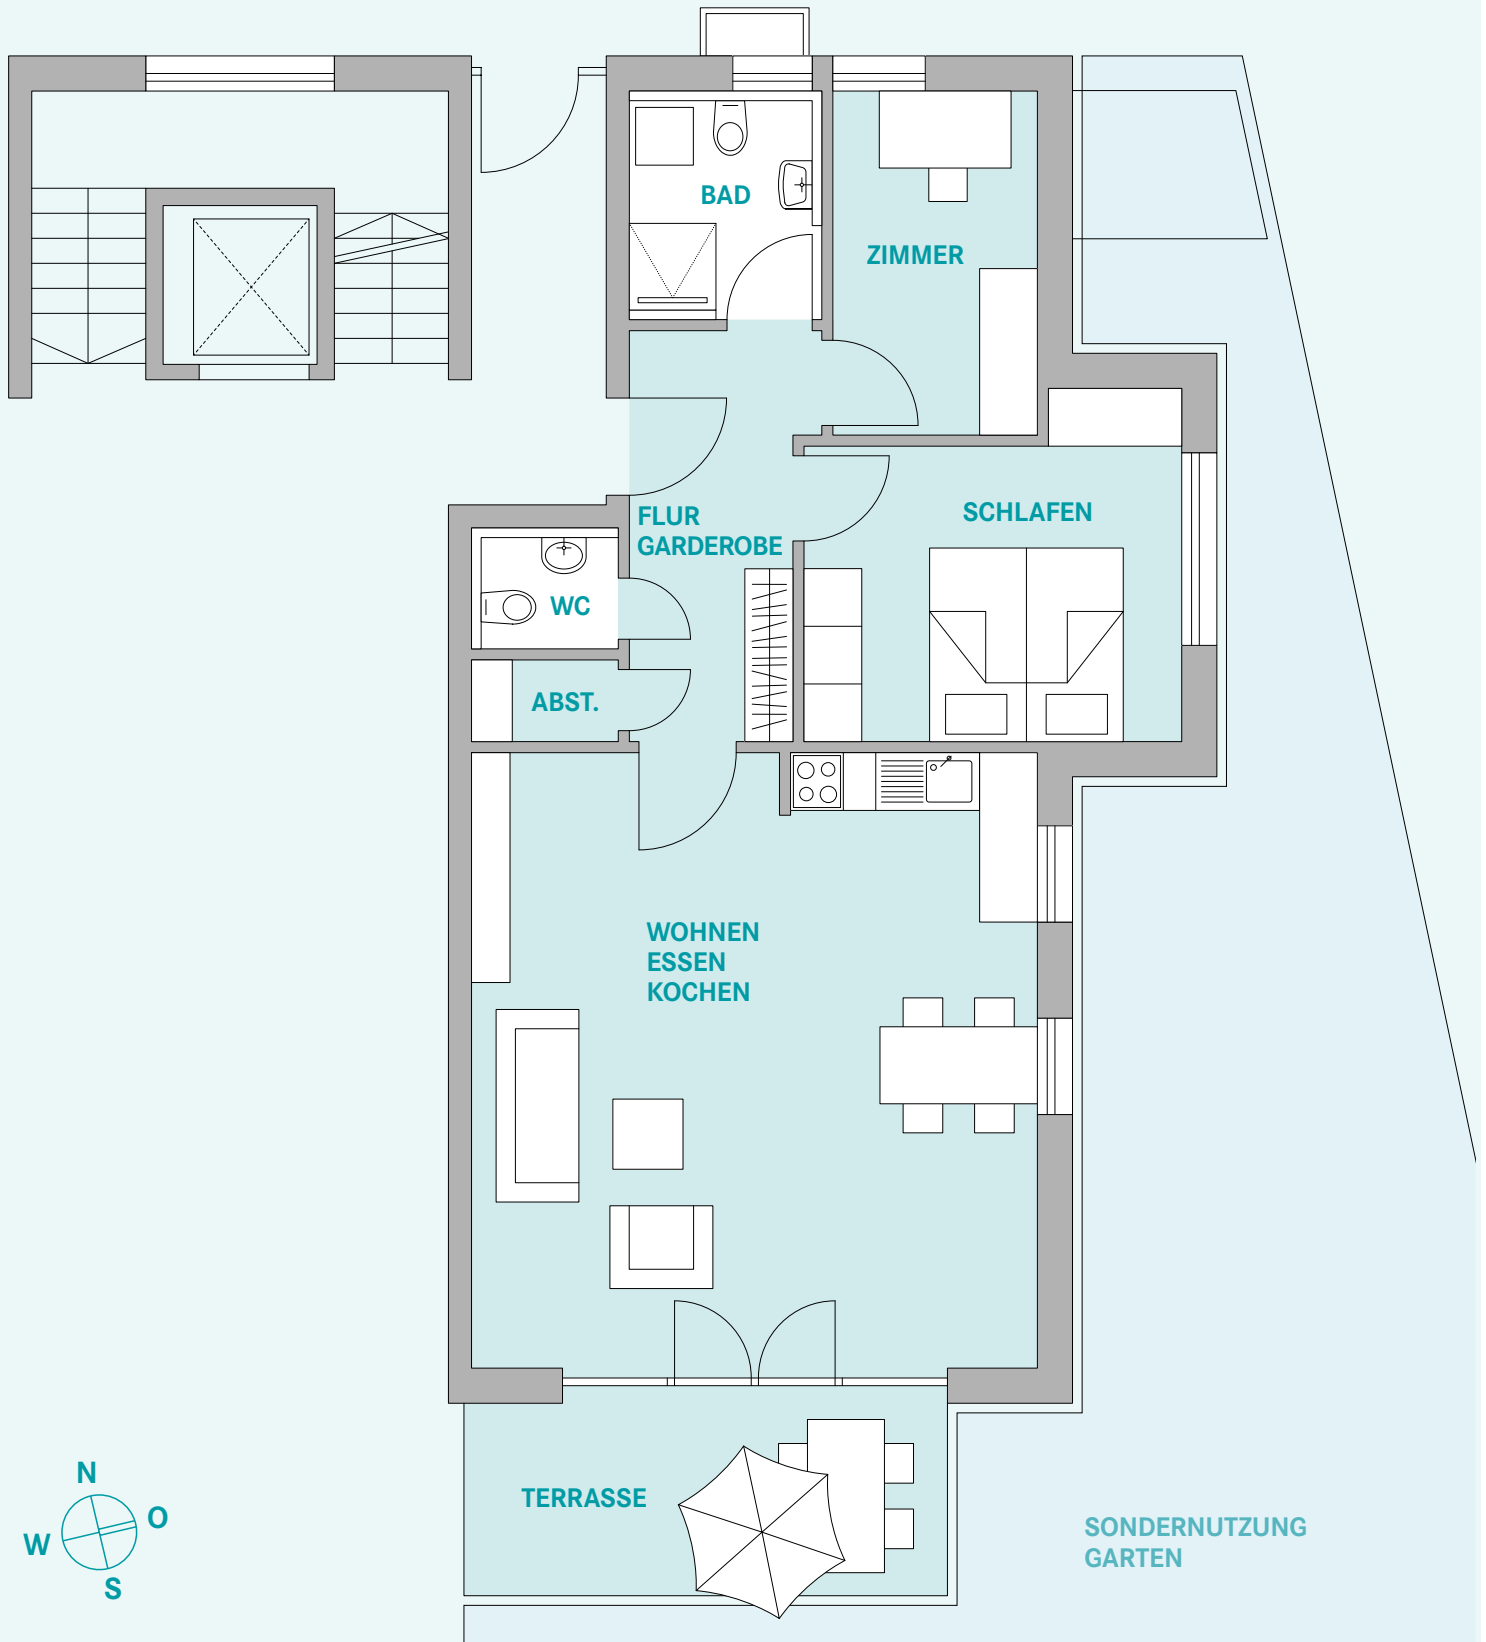 BAD
ZIMMER
FLUR
GARDEROBE
SCHLAFEN
WC
ABST.
WOHNEN
ESSEN
KOCHEN
TERRASSE
SONDERNUTZUNG
GARTEN
N
O
W
S